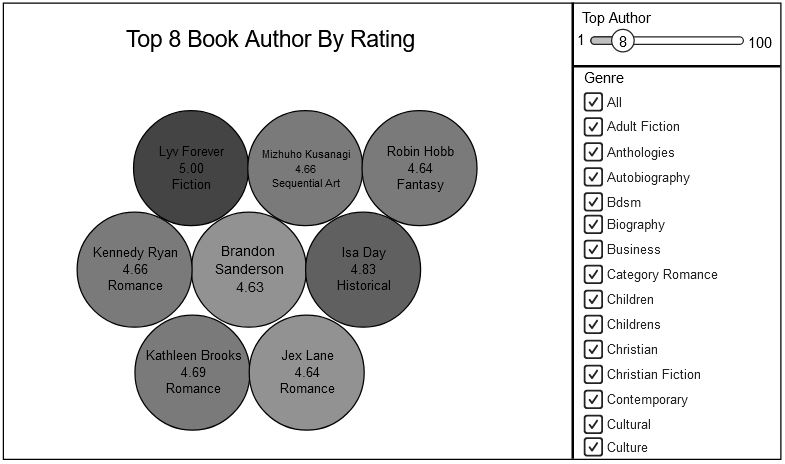 Top 8 Book Author By Rating
Lyv Forever
5.00
Fiction
Mizhuho Kusanagi
4.66
Sequential Art
Robin Hobb
4.64
Fantasy
Kennedy Ryan
4.66
Romance
Brandon
Sanderson
4.63
Isa Day
4.83
Historical
Kathleen Brooks
4.69
Romance
Jex Lane
4.64
Romance
Top Author
1 8 100
Genre
All
Adult Fiction
Anthologies
Autobiography
Bdsm
Biography
Business
Category Romance
Children
Childrens
Christian
Christian Fiction
Contemporary
Cultural
Culture